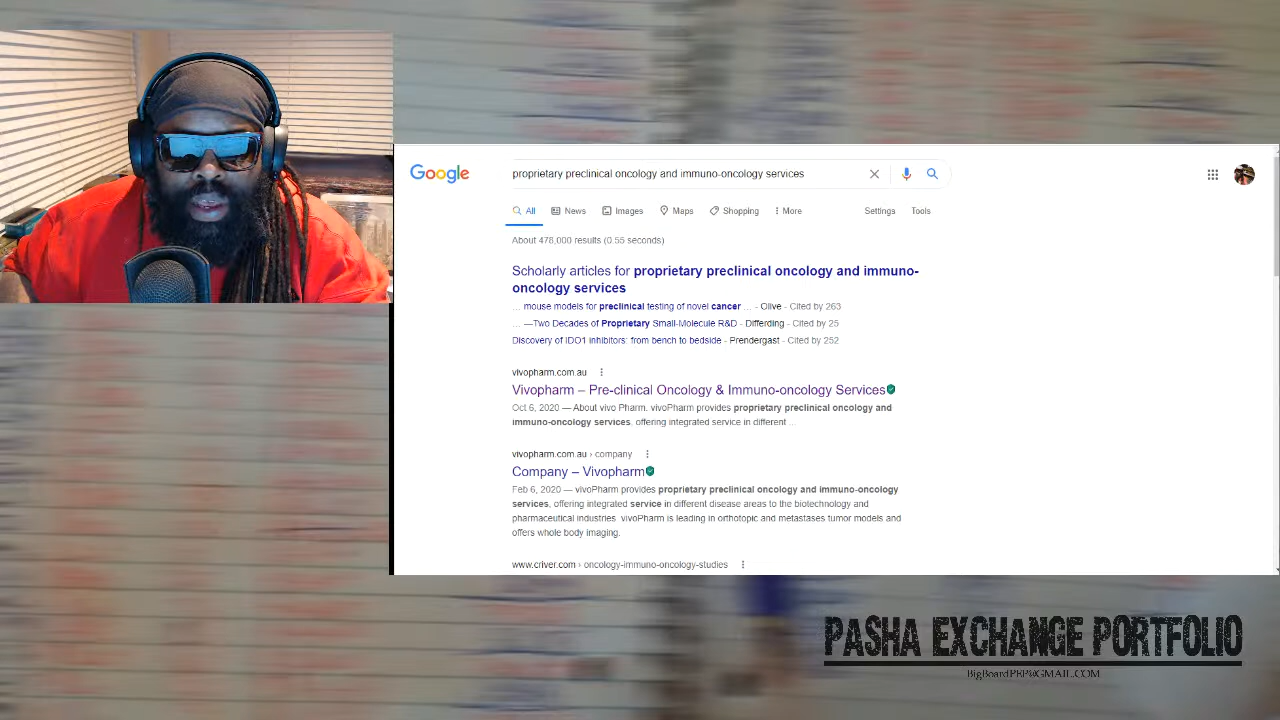 Google
proprietary preclinical oncology and immuno-oncology services
All News Images Maps Shopping More Settings Tools
About 478,000 results (0.55 seconds)
Scholarly articles for proprietary preclinical oncology and immuno-
oncology services
... mouse models for preclinical testing of novel cancer ... - Olive - Cited by 263
... —Two Decades of Proprietary Small-Molecule R&D - Differding - Cited by 25
Discovery of IDO1 inhibitors: from bench to bedside - Prendergast - Cited by 252
vivopharm.com.au
Vivopharm – Pre-clinical Oncology & Immuno-oncology Services
Oct 6, 2020 — About vivo Pharm. vivoPharm provides proprietary preclinical oncology and
immuno-oncology services, offering integrated service in different ...
vivopharm.com.au › company
Company – Vivopharm
Feb 6, 2020 — vivoPharm provides proprietary preclinical oncology and immuno-oncology
services, offering integrated service in different disease areas to the biotechnology and
pharmaceutical industries vivoPharm is leading in orthotopic and metastases tumor models and
offers whole body imaging.
www.criver.com › oncology-immuno-oncology-studies
PASHA EXCHANGE PORTFOLIO
BigBoardPEP@GMAIL.COM